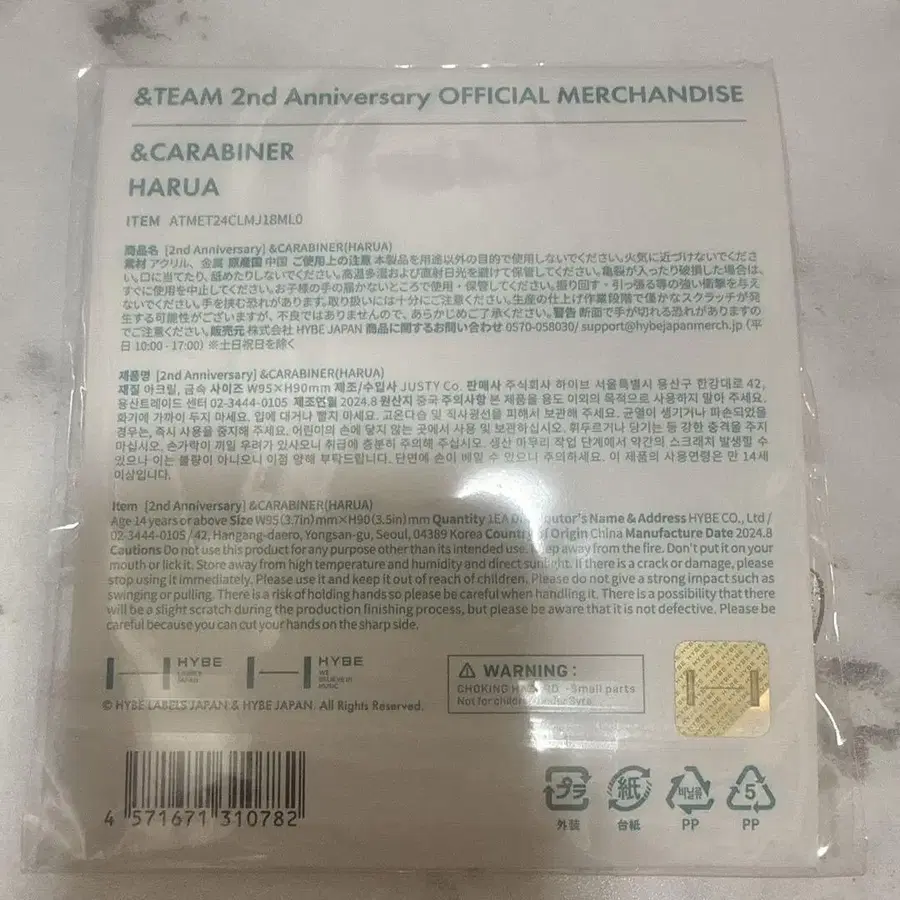 &TEAM 2nd Anniversary OFFICIAL MERCHANDISE
&CARABINER
HARUA
ITEM ATMET24CLMJ18ML0
商品名 [2nd Anniversary] &CARABINER(HARUA)
素材 アクリル、金属 原産国 中国 ご使用上の注意 本製品を用途以外の目的で使用しないでください。火気に近づけないでくださ
い。口に当てたり、舐めたりしないでください。高温多湿および直射日光を避けて保管してください。亀裂が入ったり破損した場合は、
すぐに使用を中止してください。お子様の手の届かないところで使用・保管してください。振り回す・引っ張る等の強い衝撃を与え
ないでください。手を挟む恐れがあります。取り扱いには十分にご注意ください。生産の仕上げ作業段階で僅かなスクラッチが発
生する可能性がございますが、不良ではありませんので、あらかじめご了承ください。警告 断面で手が切れる恐れがありますの
でご注意ください。販売元 株式会社 HYBE JAPAN 商品に関するお問い合わせ 0570-058030/ support@hybejapanmerch.jp (平
日 10:00 - 17:00) ※土日祝日を除く
제품명 [2nd Anniversary] &CARABINER(HARUA)
재질 아크릴, 금속 사이즈 W95×H90mm 제조/수입사 JUSTY Co. 판매사 주식회사 하이브 서울특별시 용산구 한강대로 42,
용산트레이드 센터 02-3444-0105 제조연월 2024.8 원산지 중국 주의사항 본 제품을 용도 이외의 목적으로 사용하지 말아 주세요.
화기에 가까이 두지 마세요. 입에 대거나 빨지 마세요. 고온다습 및 직사광선을 피해서 보관해 주세요. 균열이 생기거나 파손되었을
경우는, 즉시 사용을 중지해 주세요. 어린이의 손에 닿지 않는 곳에서 사용 및 보관하십시오. 휘두르거나 당기는 등 강한 충격을 주지
마십시오. 손가락이 끼일 우려가 있사오니 취급에 충분히 주의해 주십시오. 생산 마무리 작업 단계에서 약간의 스크래치 발생할 수
있으나 이는 불량이 아니오니 이점 양해 부탁드립니다. 단면에 손이 베일 수 있으니 주의하세요. 이 제품의 사용연령은 만 14세
이상입니다.
Item [2nd Anniversary] &CARABINER(HARUA)
Age 14 years or above Size W95(3.7in)mm×H90(3.5in)mm Quantity 1EA Distributor's Name & Address HYBE CO., Ltd /
02-3444-0105 / 42, Hangang-daero, Yongsan-gu, Seoul, 04389 Korea Country of Origin China Manufacture Date 2024.8
Cautions Do not use this product for any purpose other than its intended use. Keep away from the fire. Don't put it on your
mouth or lick it. Store away from high temperature and humidity and direct sunlight. If there is a crack or damage, please
stop using it immediately. Please use it and keep it out of reach of children. Please do not give a strong impact such as
swinging or pulling. There is a risk of holding hands so please be careful when handling it. There is a possibility that there
will be a slight scratch during the production finishing process, but please be aware that it is not defective. Please be
careful because you can cut your hands on the sharp side.
HYBE LABELS JAPAN
HYBE WE BELIEVE IN MUSIC
⚠ WARNING :
CHOKING HAZARD -Small parts
Not for children under 3yrs
© HYBE LABELS JAPAN & HYBE JAPAN. All Rights Reserved.
4 571671 310782
プラ 紙 비닐류 5
外装 台紙 PP PP